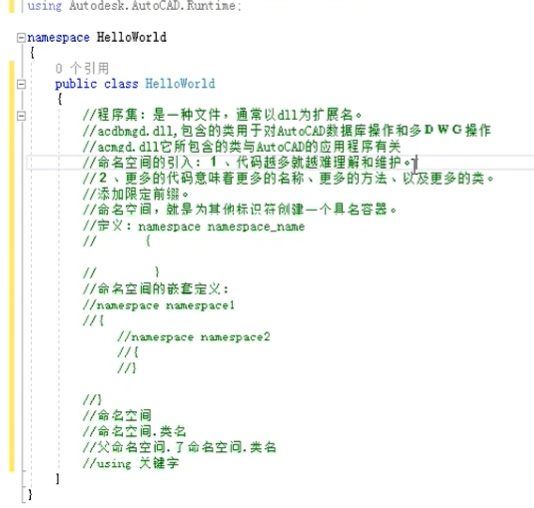 using Autodesk.AutoCAD.Runtime;
namespace HelloWorld
{
0 个引用
public class HelloWorld
{
//程序集：是一种文件，通常以dll为扩展名。
//acdbmgd.dll,包含的类用于对AutoCAD数据库操作和多ＤＷＧ操作
//acmgd.dll它所包含的类与AutoCAD的应用程序有关
//命名空间的引入：１、代码越多就越难理解和维护。
//２、更多的代码意味着更多的名称、更多的方法、以及更多的类。
//添加限定前缀。
//命名空间，就是为其他标识符创建一个具名容器。
//定义：namespace namespace_name
// {
// }
//命名空间的嵌套定义：
//namespace namespace1
//{
//namespace namespace2
//{
//}
//}
//命名空间
//命名空间.类名
//父命名空间.了命名空间.类名
//using 关键字
}
}